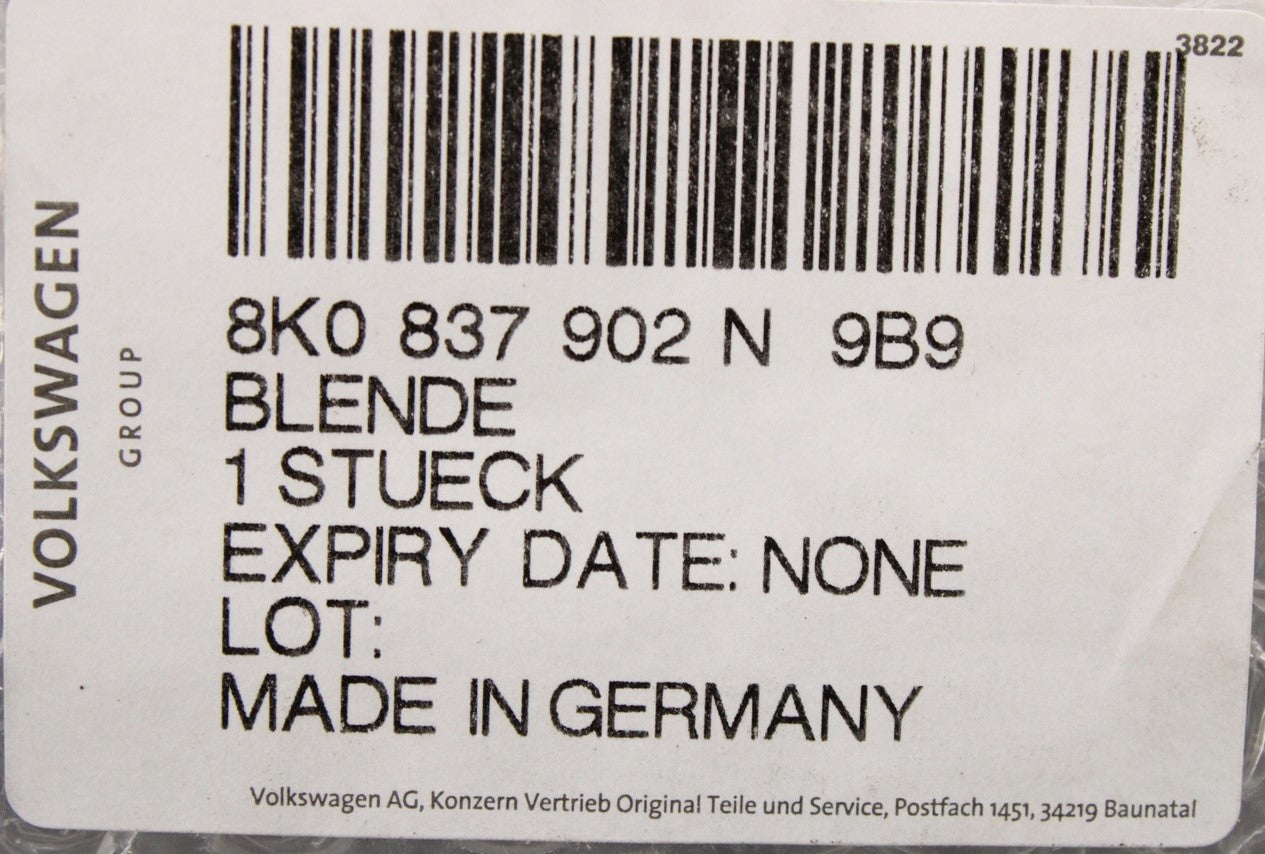 3822
VOLKSWAGEN
GROUP
8K0 837 902 N 9B9
BLENDE
1 STUECK
EXPIRY DATE: NONE
LOT:
MADE IN GERMANY
Volkswagen AG, Konzern Vertrieb Original Teile und Service, Postfach 1451, 34219 Baunatal